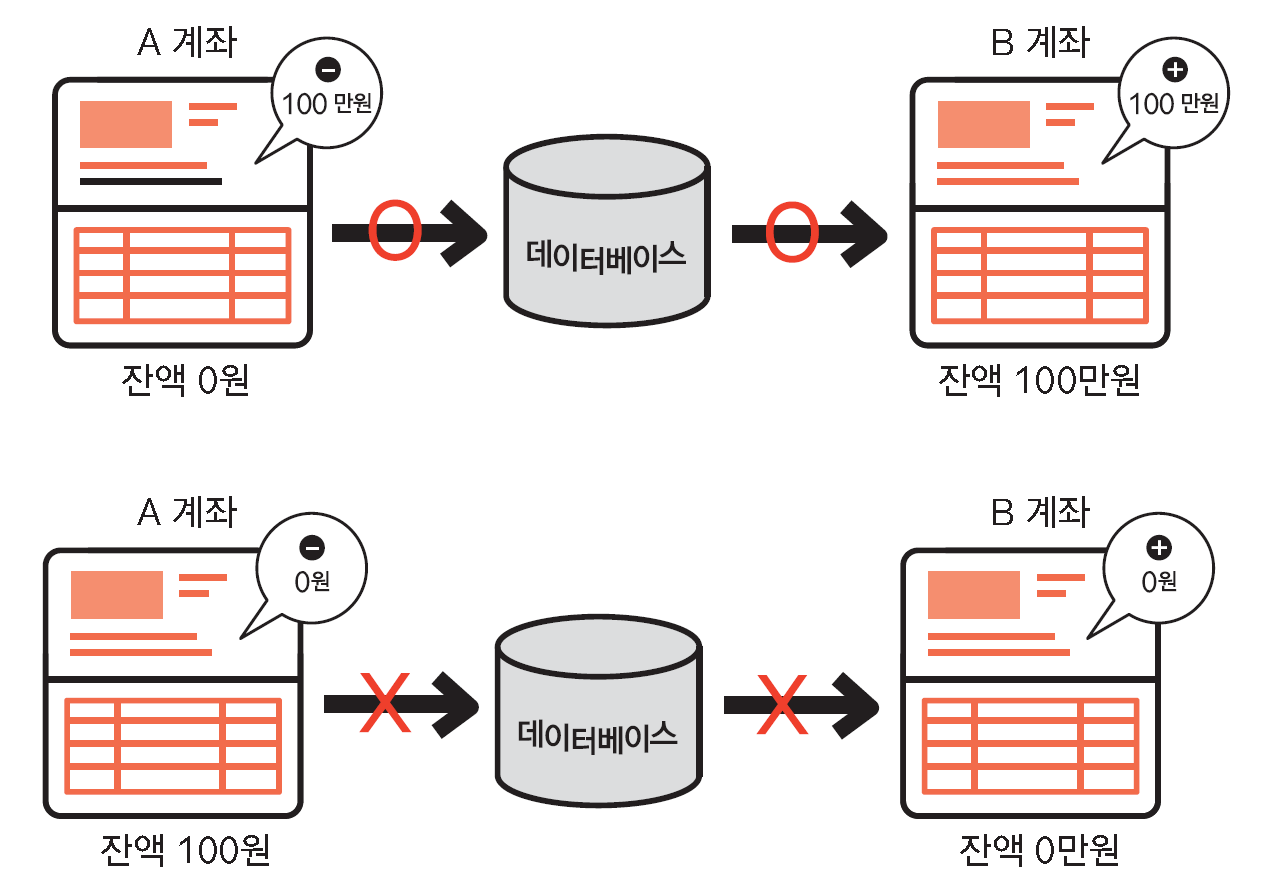 A 계좌
B 계좌
100 만원
100 만원
데이터베이스
잔액 0원
잔액 100만원
A 계좌
B 계좌
0원
0원
데이터베이스
잔액 100원
잔액 0만원